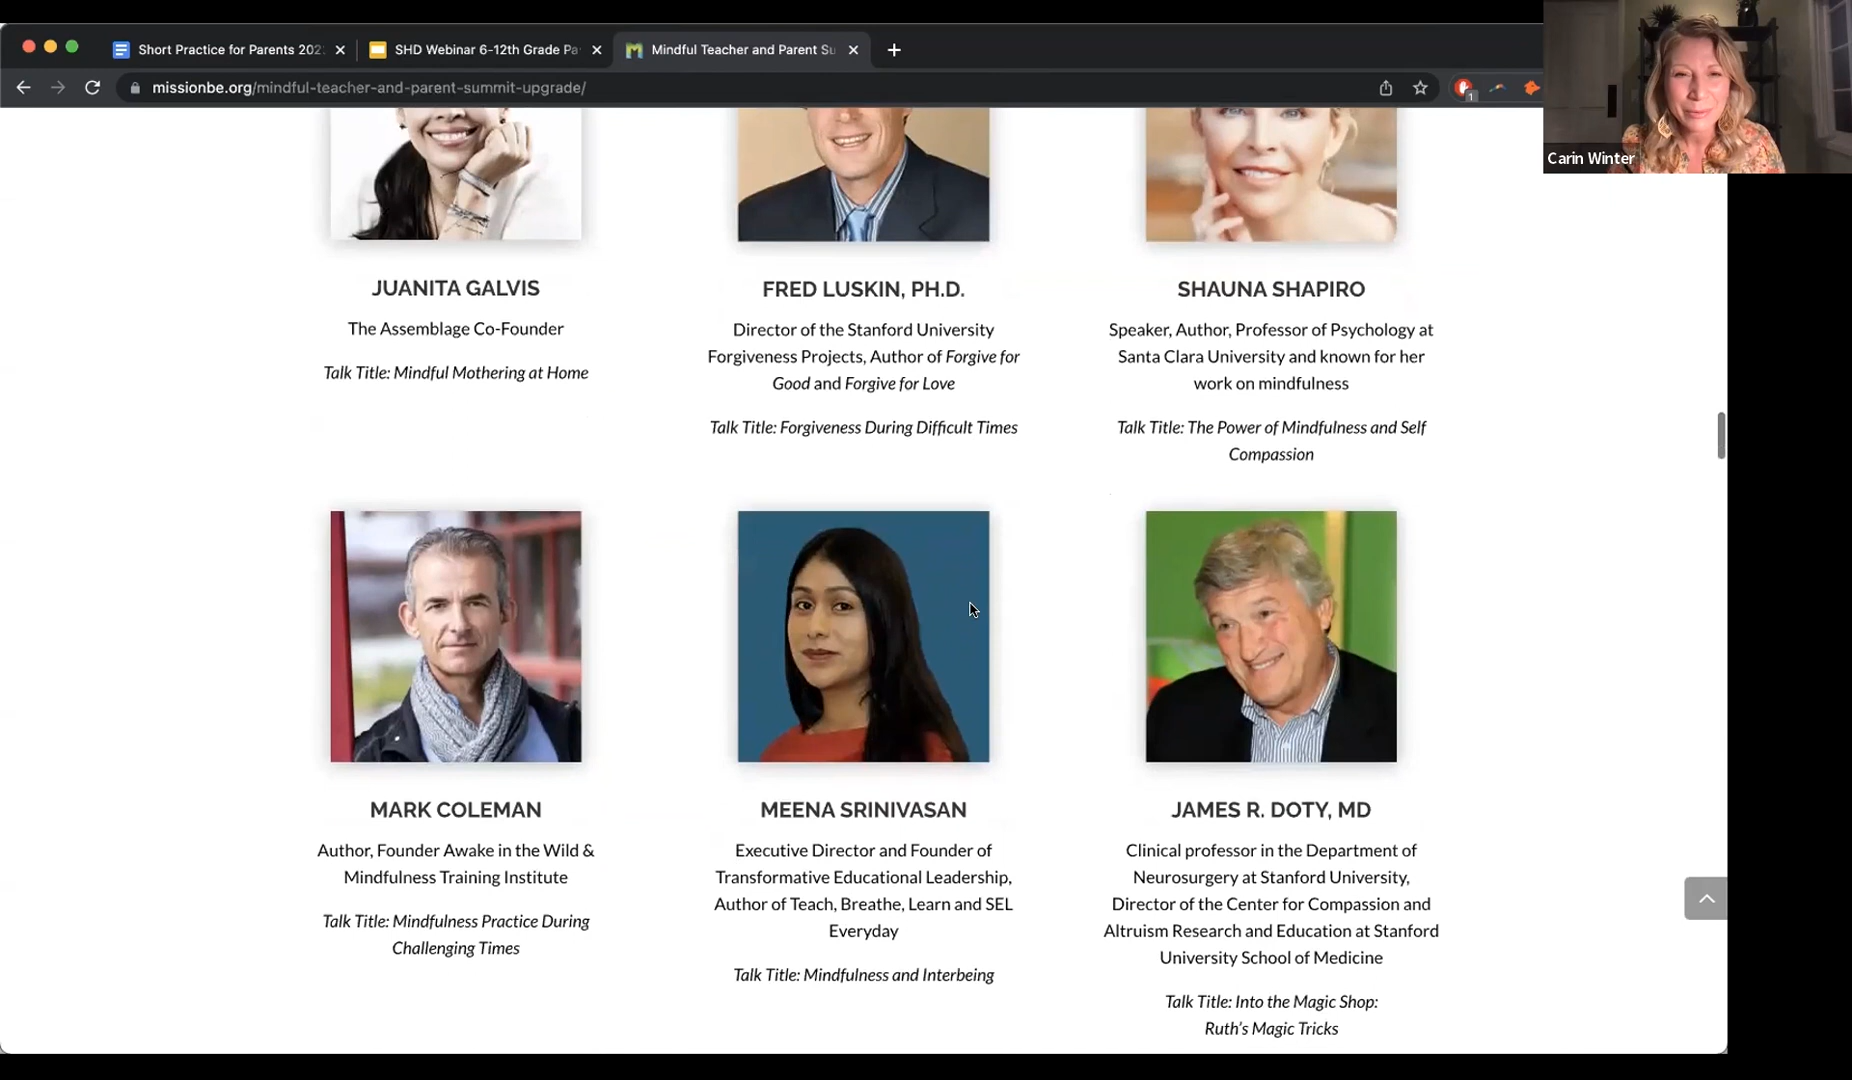 Short Practice for Parents 202
SHD Webinar 6-12th Grade Pa
Mindful Teacher and Parent Su
missionbe.org/mindful-teacher-and-parent-summit-upgrade/
1
Carin Winter
JUANITA GALVIS
The Assemblage Co-Founder
Talk Title: Mindful Mothering at Home
FRED LUSKIN, PH.D.
Director of the Stanford University
Forgiveness Projects, Author of Forgive for
Good and Forgive for Love
Talk Title: Forgiveness During Difficult Times
SHAUNA SHAPIRO
Speaker, Author, Professor of Psychology at
Santa Clara University and known for her
work on mindfulness
Talk Title: The Power of Mindfulness and Self
Compassion
MARK COLEMAN
Author, Founder Awake in the Wild &
Mindfulness Training Institute
Talk Title: Mindfulness Practice During
Challenging Times
MEENA SRINIVASAN
Executive Director and Founder of
Transformative Educational Leadership,
Author of Teach, Breathe, Learn and SEL
Everyday
Talk Title: Mindfulness and Interbeing
JAMES R. DOTY, MD
Clinical professor in the Department of
Neurosurgery at Stanford University,
Director of the Center for Compassion and
Altruism Research and Education at Stanford
University School of Medicine
Talk Title: Into the Magic Shop:
Ruth's Magic Tricks